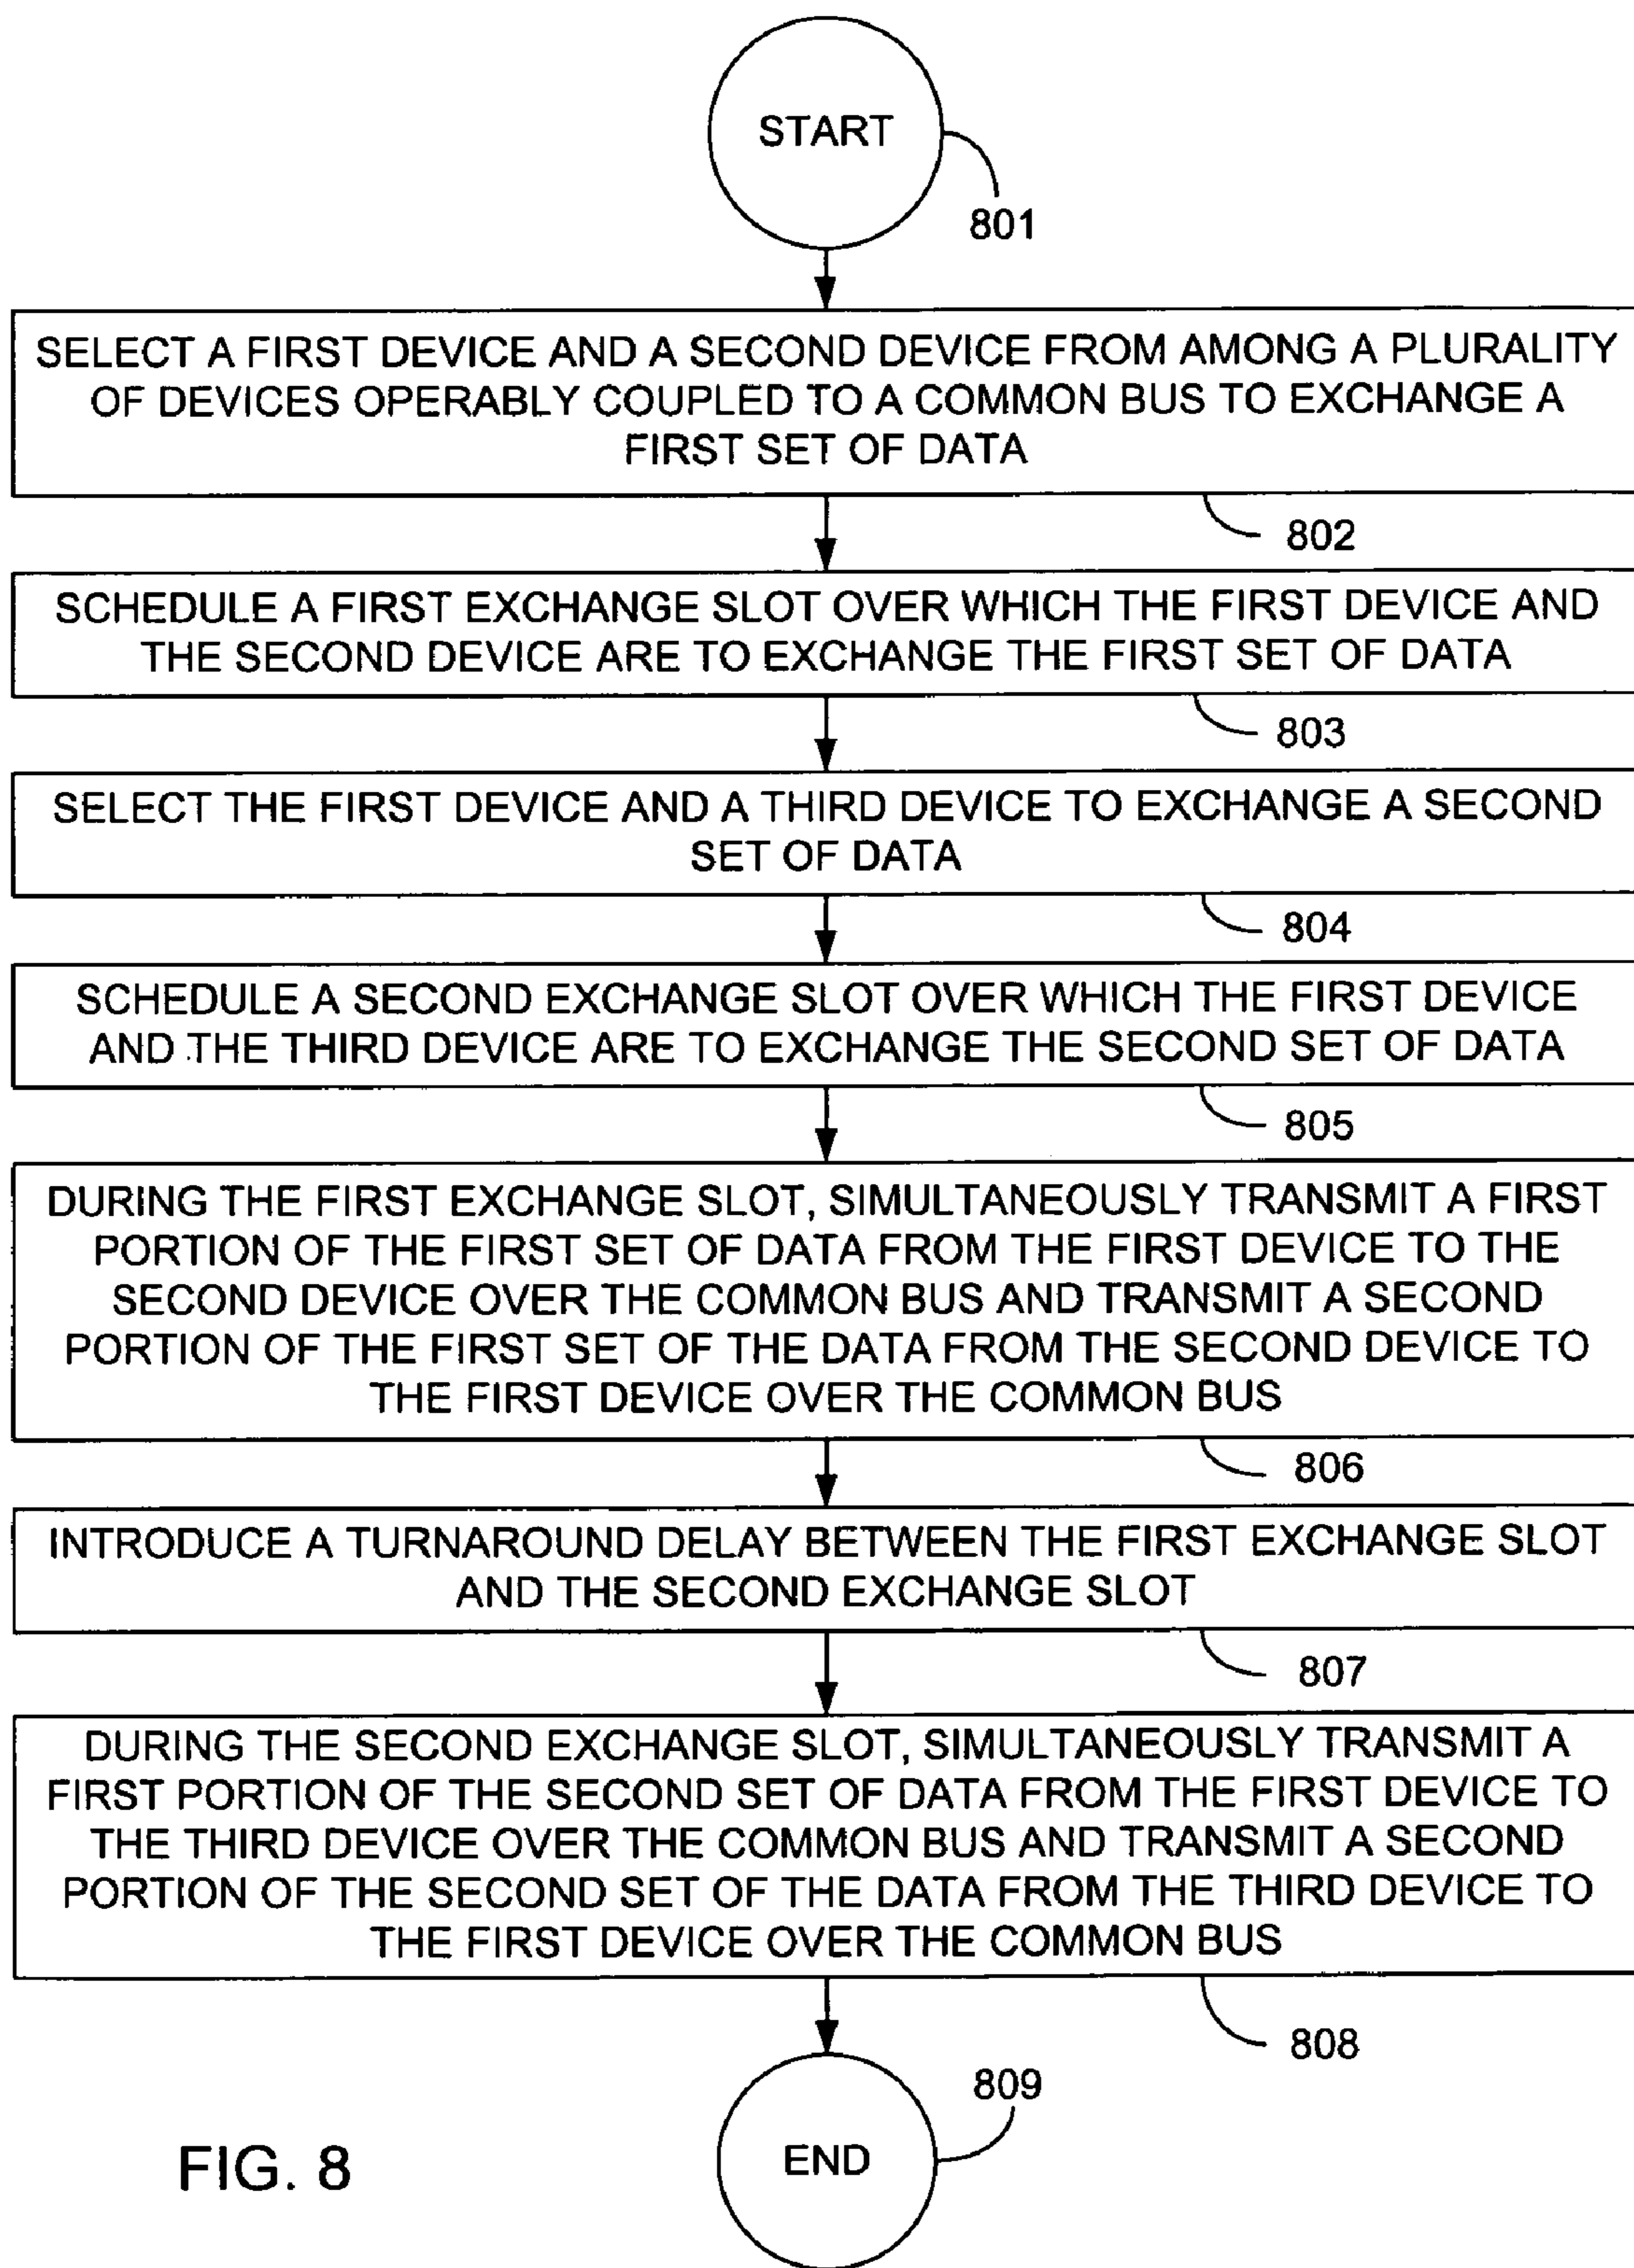 START
801
SELECT A FIRST DEVICE AND A SECOND DEVICE FROM AMONG A PLURALITY
OF DEVICES OPERABLY COUPLED TO A COMMON BUS TO EXCHANGE A
FIRST SET OF DATA
802
SCHEDULE A FIRST EXCHANGE SLOT OVER WHICH THE FIRST DEVICE AND
THE SECOND DEVICE ARE TO EXCHANGE THE FIRST SET OF DATA
803
SELECT THE FIRST DEVICE AND A THIRD DEVICE TO EXCHANGE A SECOND
SET OF DATA
804
SCHEDULE A SECOND EXCHANGE SLOT OVER WHICH THE FIRST DEVICE
AND THE THIRD DEVICE ARE TO EXCHANGE THE SECOND SET OF DATA
805
DURING THE FIRST EXCHANGE SLOT, SIMULTANEOUSLY TRANSMIT A FIRST
PORTION OF THE FIRST SET OF DATA FROM THE FIRST DEVICE TO THE
SECOND DEVICE OVER THE COMMON BUS AND TRANSMIT A SECOND
PORTION OF THE FIRST SET OF THE DATA FROM THE SECOND DEVICE TO
THE FIRST DEVICE OVER THE COMMON BUS
806
INTRODUCE A TURNAROUND DELAY BETWEEN THE FIRST EXCHANGE SLOT
AND THE SECOND EXCHANGE SLOT
807
DURING THE SECOND EXCHANGE SLOT, SIMULTANEOUSLY TRANSMIT A
FIRST PORTION OF THE SECOND SET OF DATA FROM THE FIRST DEVICE TO
THE THIRD DEVICE OVER THE COMMON BUS AND TRANSMIT A SECOND
PORTION OF THE SECOND SET OF THE DATA FROM THE THIRD DEVICE TO
THE FIRST DEVICE OVER THE COMMON BUS
808
809
END
FIG. 8